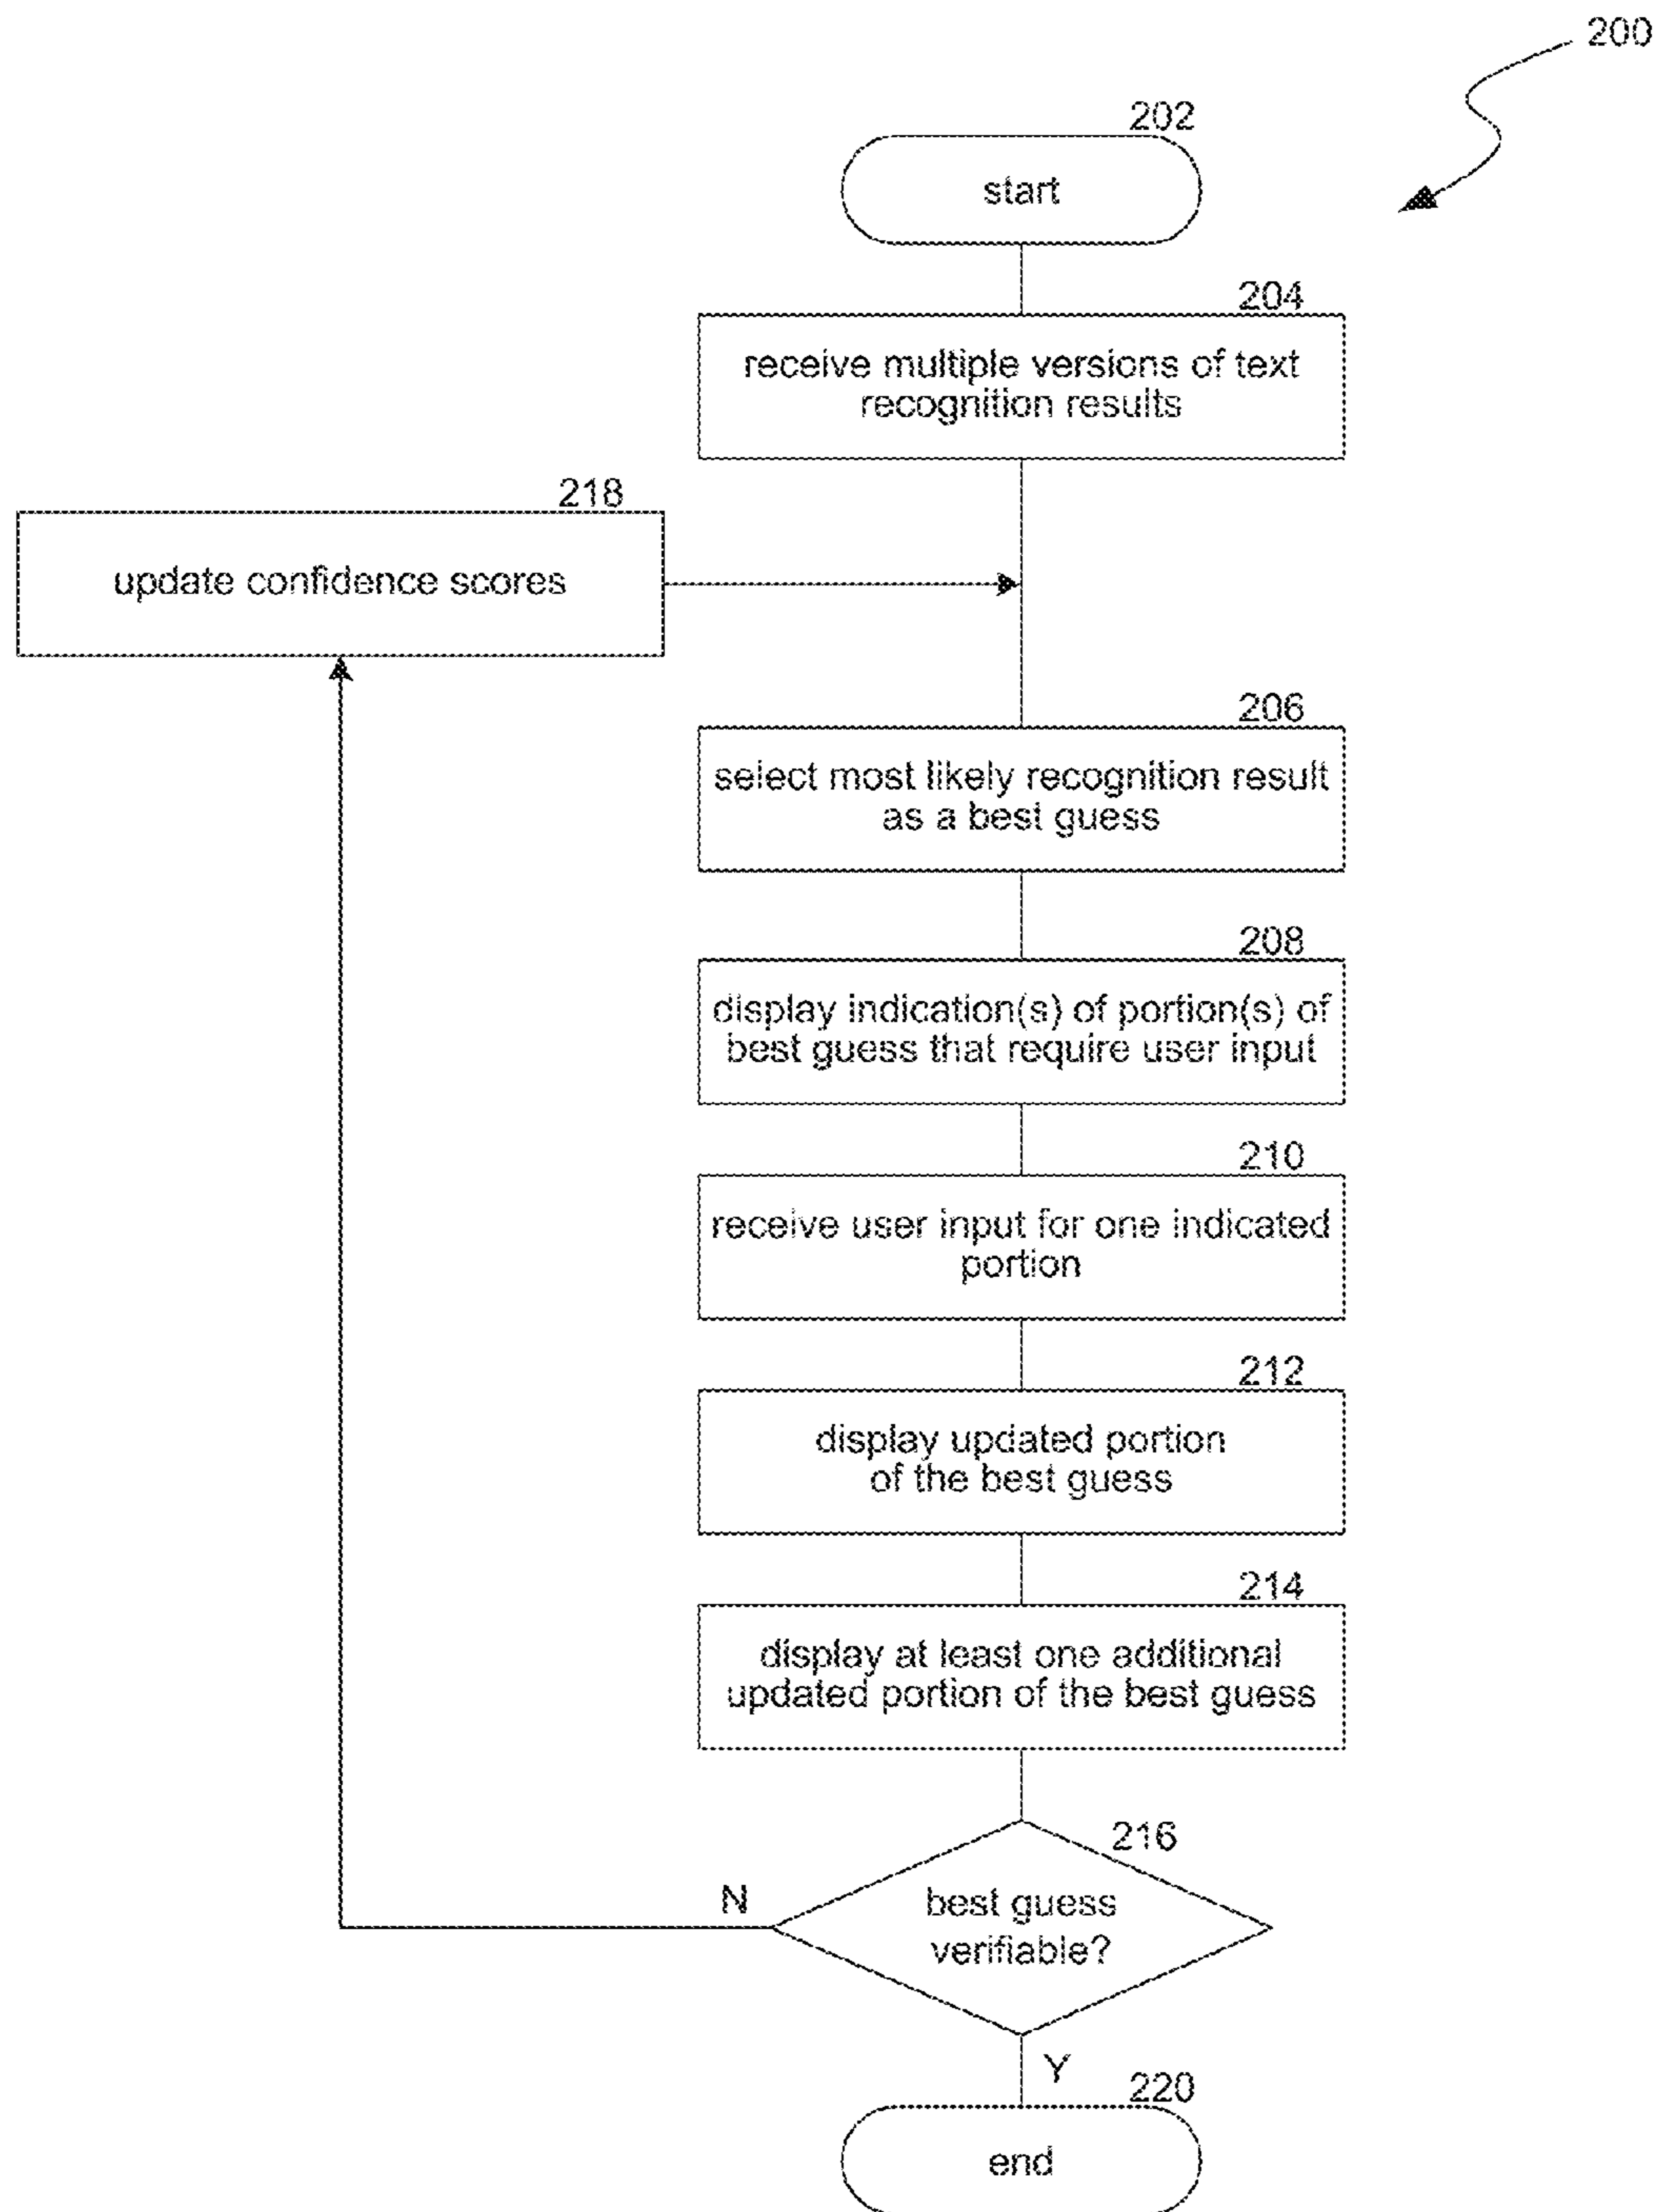 200
202
start
204
receive multiple versions of text
recognition results
218
update confidence scores
206
select most likely recognition result
as a best guess
208
display indication(s) of portion(s) of
best guess that require user input
210
receive user input for one indicated
portion
212
display updated portion
of the best guess
214
display at least one additional
updated portion of the best guess
216
N
best guess
verifiable?
Y
220
end